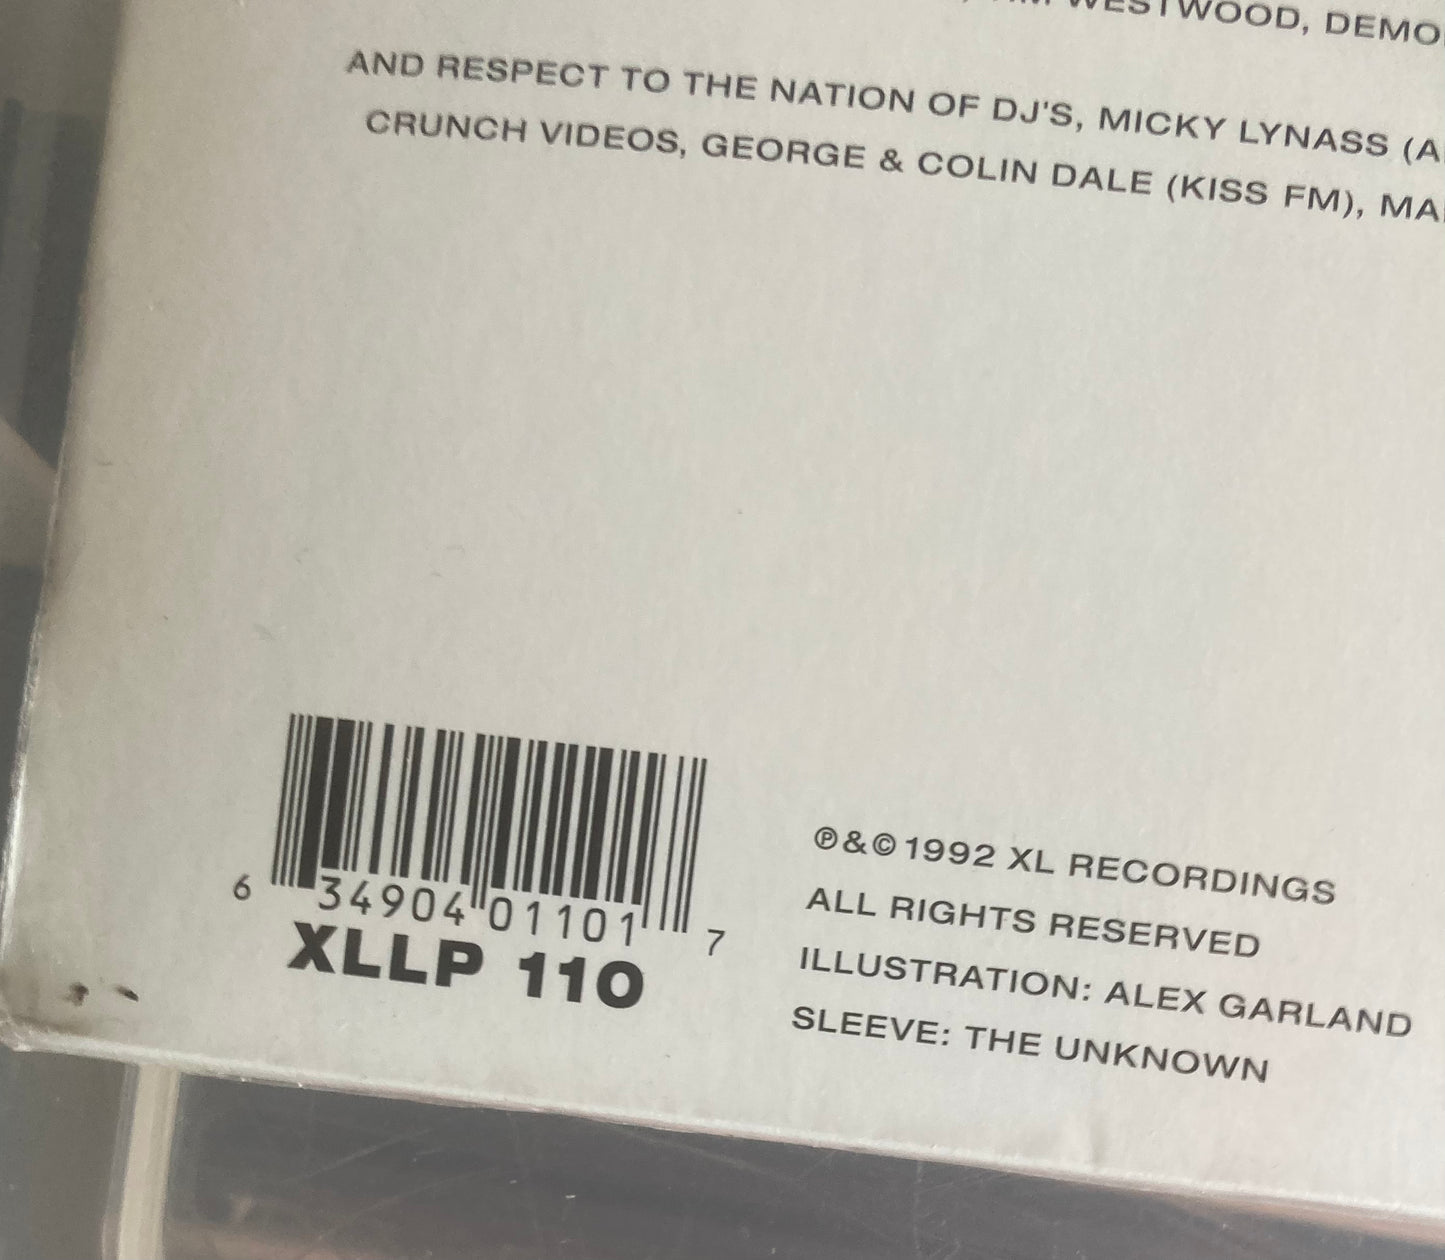 WESTWOOD, DEMO
AND RESPECT TO THE NATION OF DJ'S, MICKY LYNASS (A
CRUNCH VIDEOS, GEORGE & COLIN DALE (KISS FM), MA
6 34904 01101 7
XLLP 110
℗&©1992 XL RECORDINGS
ALL RIGHTS RESERVED
ILLUSTRATION: ALEX GARLAND
SLEEVE: THE UNKNOWN